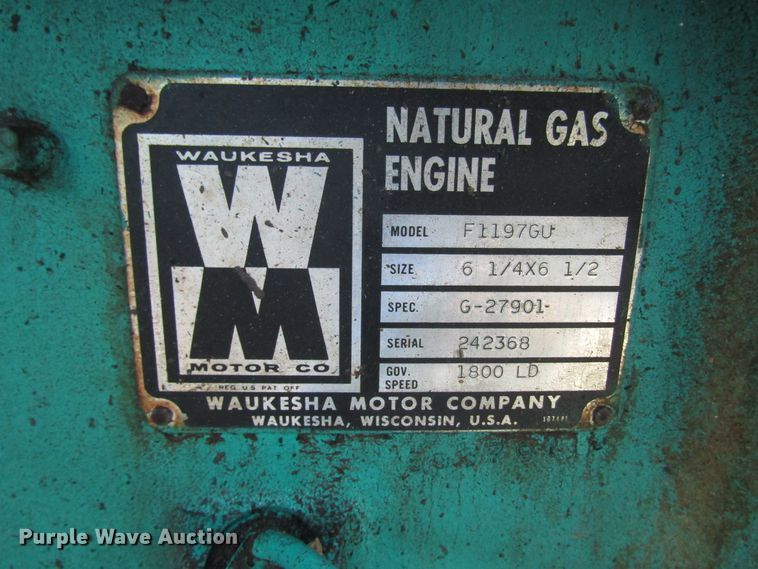 WAUKESHA
WM
MOTOR CO.
REG. U.S. PAT. OFF.
NATURAL GAS
ENGINE
MODEL F1197GU
SIZE 6 1/4X6 1/2
SPEC. G-27901
SERIAL 242368
GOV. SPEED 1800 LD
WAUKESHA MOTOR COMPANY
WAUKESHA, WISCONSIN, U.S.A.
Purple Wave Auction